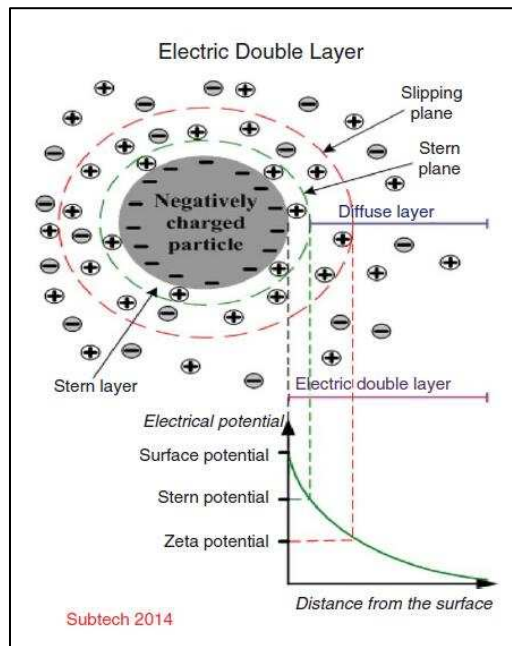 Electric Double Layer
Slipping
plane
Stern
plane
Negatively
charged
particle
Diffuse layer
Stern layer
Electric double layer
Electrical potential
Surface potential
Stern potential
Zeta potential
Distance from the surface
Subtech 2014